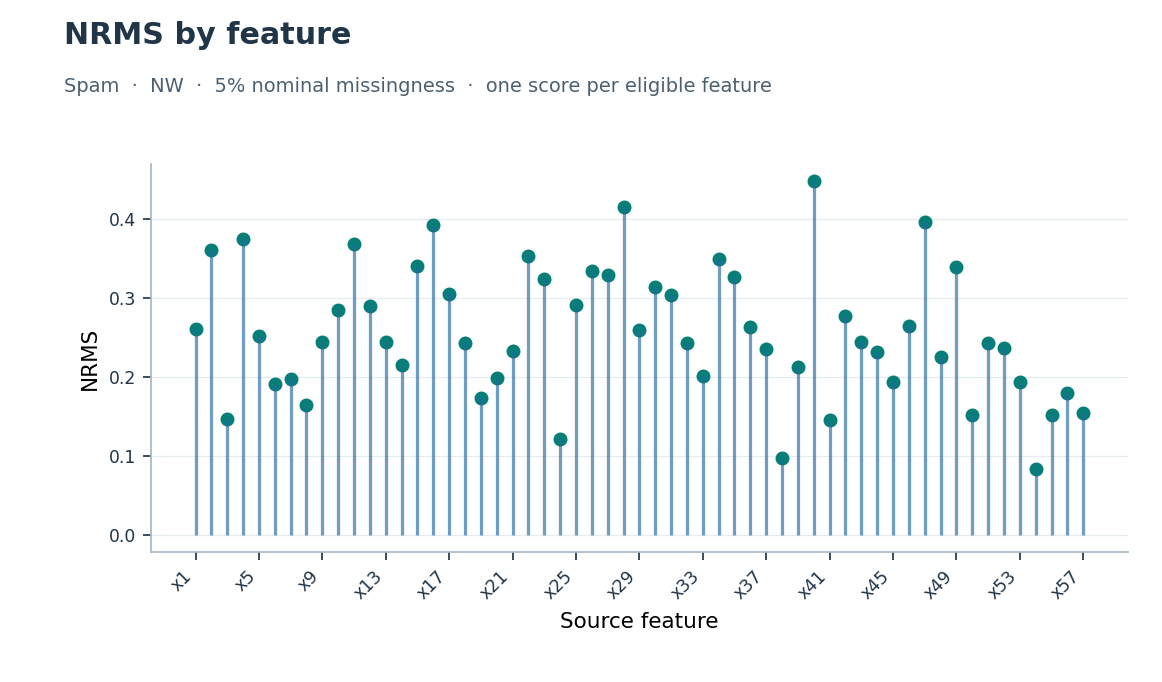 NRMS by feature
Spam · NW · 5% nominal missingness · one score per eligible feature
NRMS
0.4
0.3
0.2
0.1
0.0
x1 x5 x9 x13 x17 x21 x25 x29 x33 x37 x41 x45 x49 x53 x57
Source feature